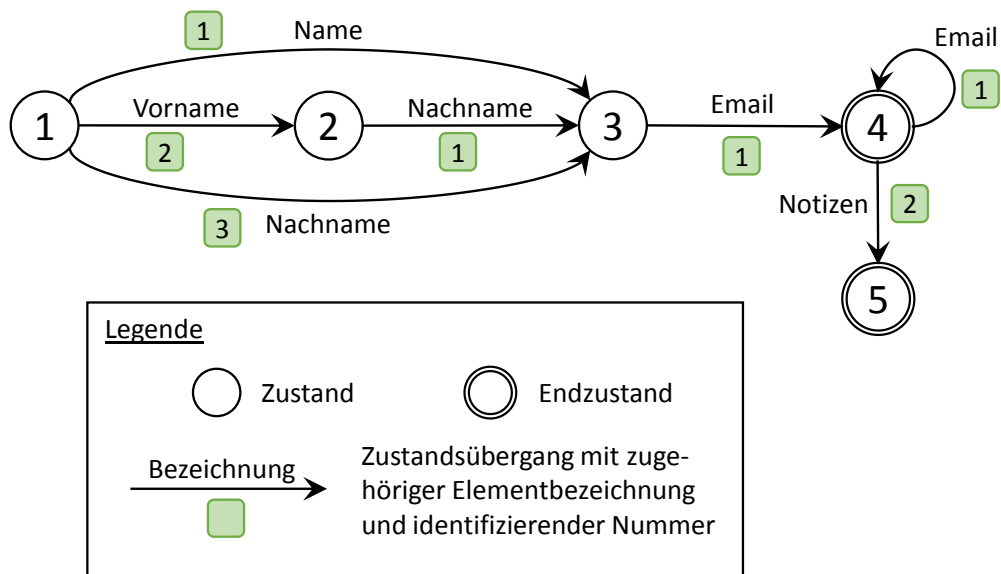 1
Name
1
Vorname
2
2
Nachname
1
3
Nachname
3
Email
1
4
Email
1
Notizen
2
5
Legende
Zustand
Endzustand
Bezeichnung
Zustandsübergang mit zuge-
höriger Elementbezeichnung
und identifizierender Nummer